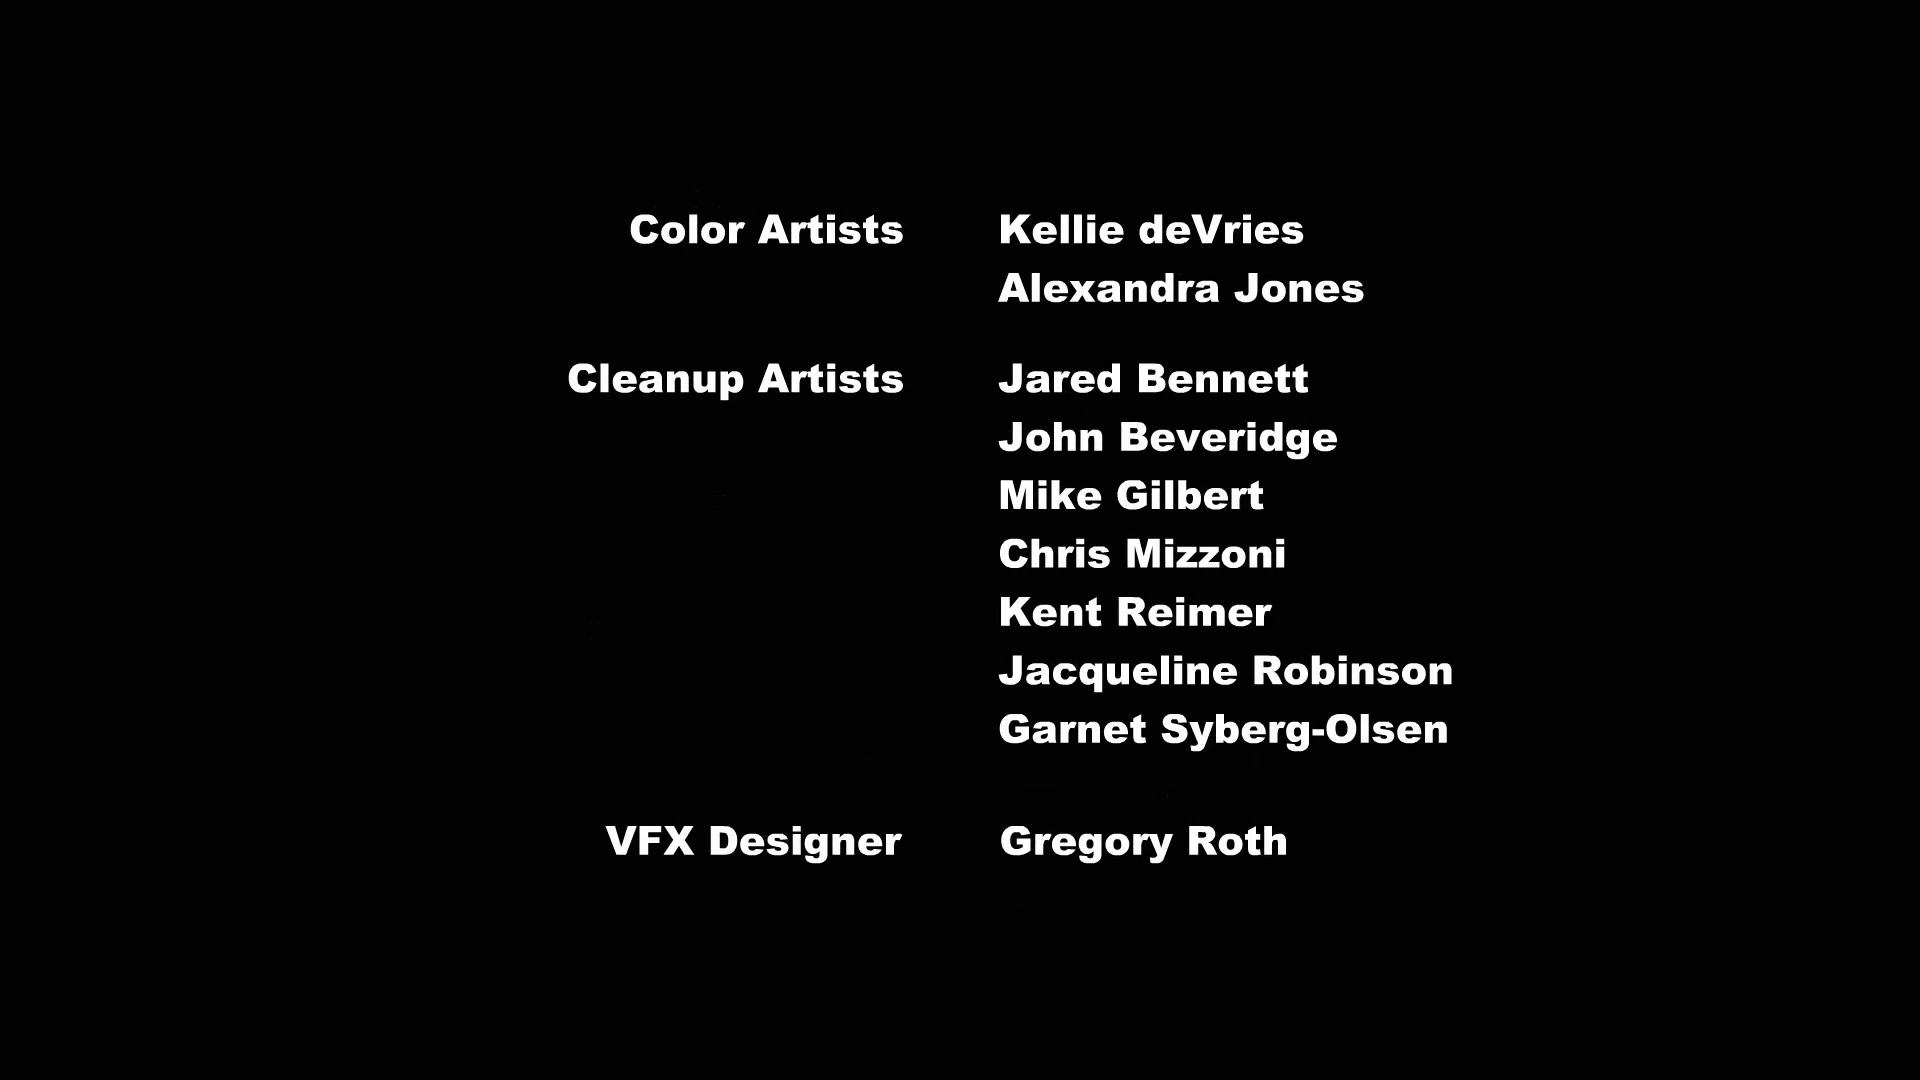 Color Artists Kellie deVries
Alexandra Jones
Cleanup Artists Jared Bennett
John Beveridge
Mike Gilbert
Chris Mizzoni
Kent Reimer
Jacqueline Robinson
Garnet Syberg-Olsen
VFX Designer Gregory Roth